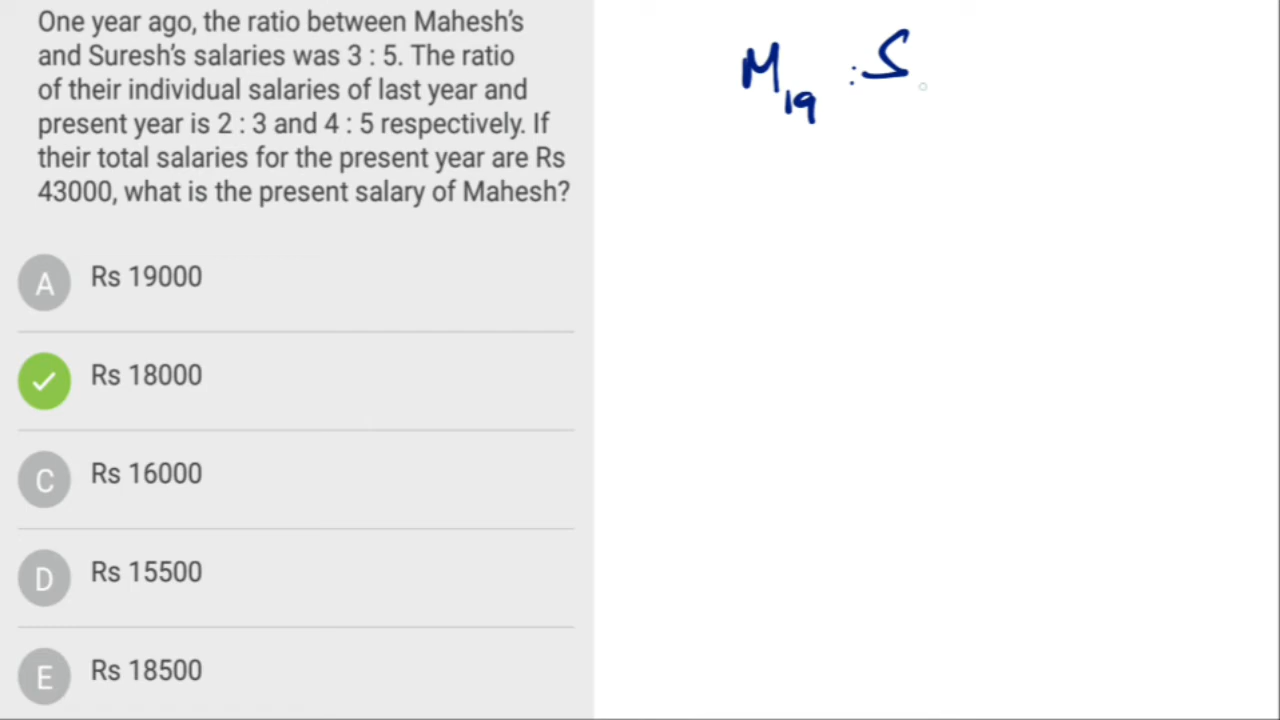 One year ago, the ratio between Mahesh's
and Suresh's salaries was 3 : 5. The ratio
of their individual salaries of last year and
present year is 2 : 3 and 4 : 5 respectively. If
their total salaries for the present year are Rs
43000, what is the present salary of Mahesh?
A Rs 19000
Rs 18000
C Rs 16000
D Rs 15500
E Rs 18500
M19 : S